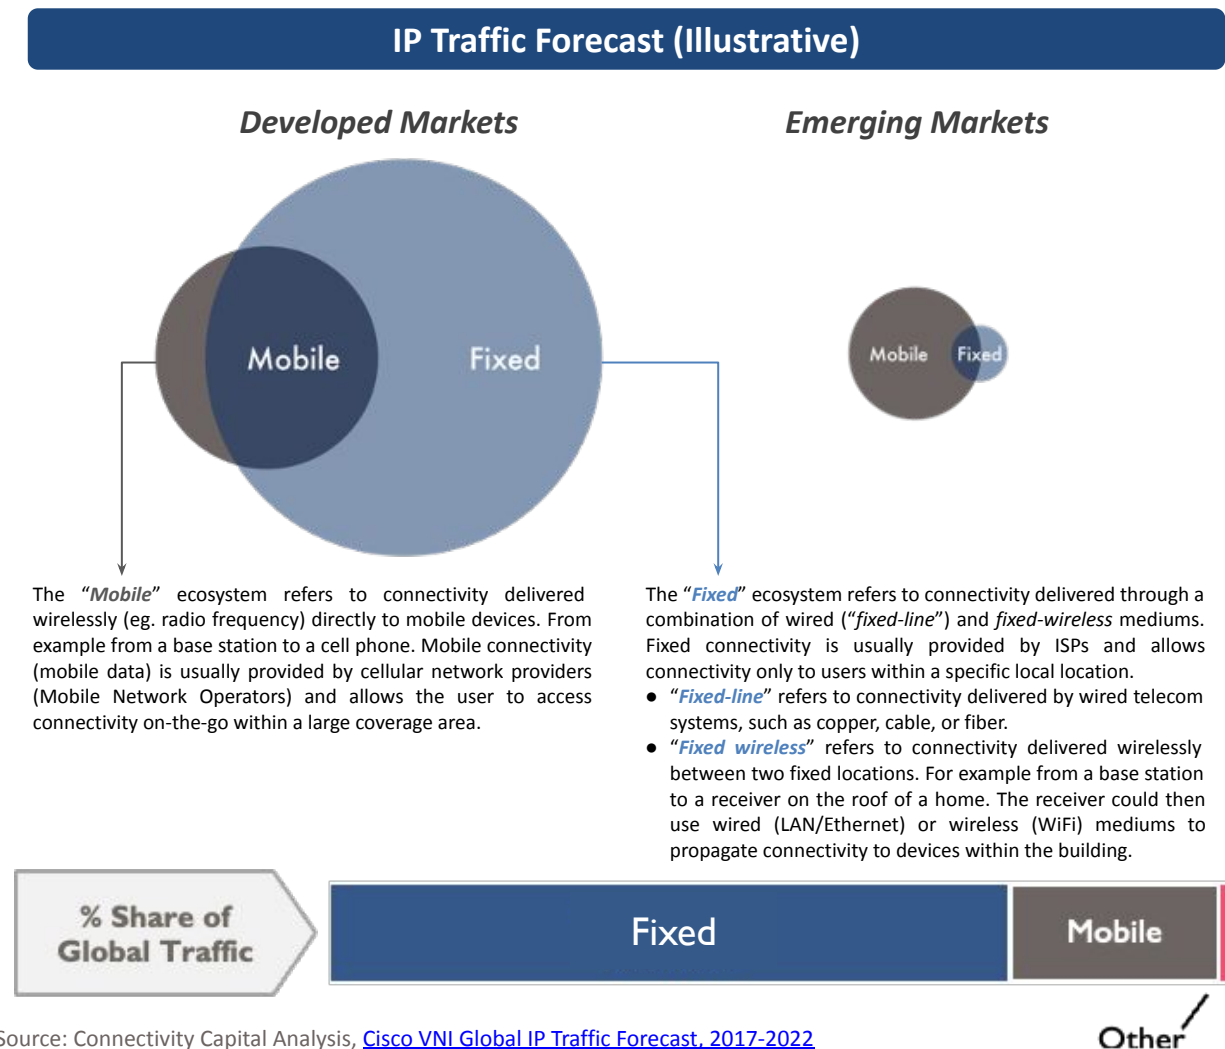 IP Traffic Forecast (Illustrative)
Developed Markets
Emerging Markets
Mobile
Fixed
Mobile
Fixed
The “Mobile” ecosystem refers to connectivity delivered
wirelessly (eg. radio frequency) directly to mobile devices. From
example from a base station to a cell phone. Mobile connectivity
(mobile data) is usually provided by cellular network providers
(Mobile Network Operators) and allows the user to access
connectivity on-the-go within a large coverage area.
The “Fixed” ecosystem refers to connectivity delivered through a
combination of wired (“fixed-line”) and fixed-wireless mediums.
Fixed connectivity is usually provided by ISPs and allows
connectivity only to users within a specific local location.
● “Fixed-line” refers to connectivity delivered by wired telecom
systems, such as copper, cable, or fiber.
● “Fixed wireless” refers to connectivity delivered wirelessly
between two fixed locations. For example from a base station
to a receiver on the roof of a home. The receiver could then
use wired (LAN/Ethernet) or wireless (WiFi) mediums to
propagate connectivity to devices within the building.
% Share of
Global Traffic
Fixed
Mobile
Other
Source: Connectivity Capital Analysis, Cisco VNI Global IP Traffic Forecast, 2017-2022